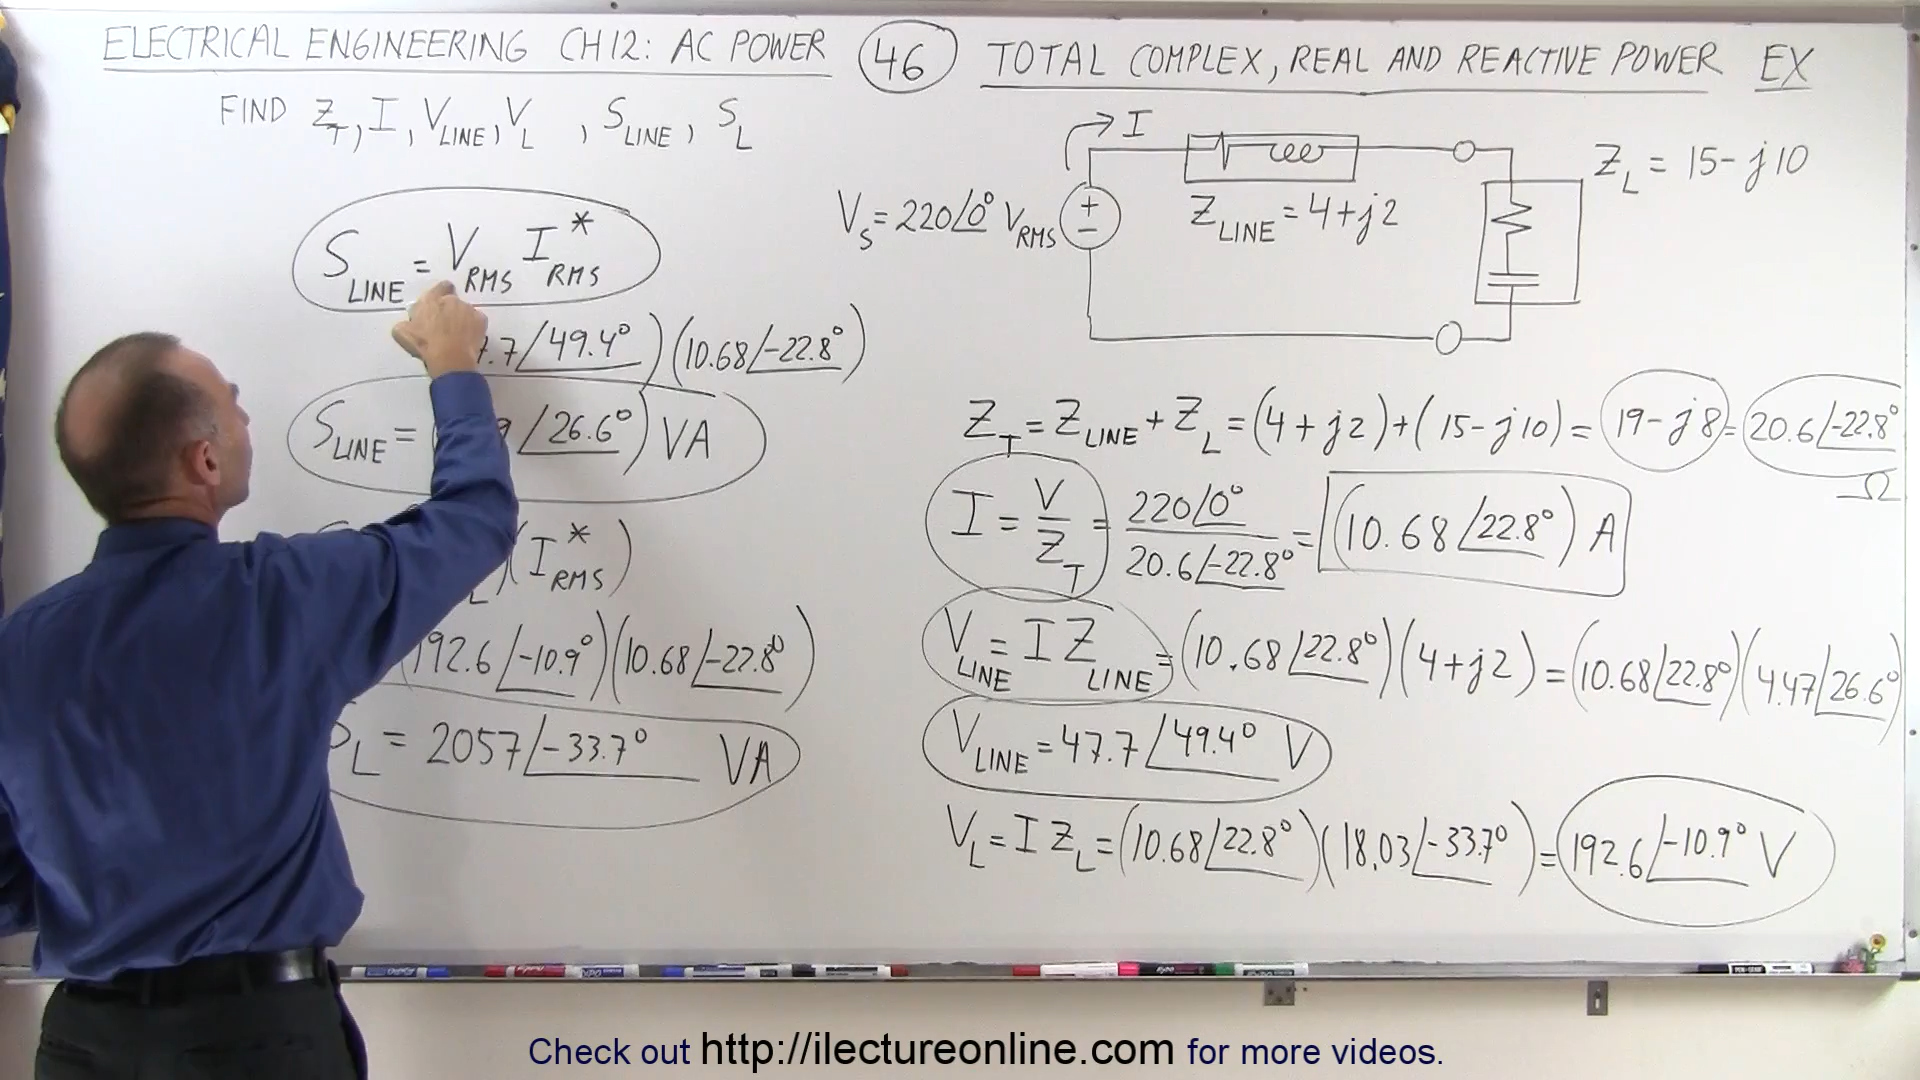 ELECTRICAL ENGINEERING CH 12: AC POWER 46 TOTAL COMPLEX, REAL AND REACTIVE POWER EX
FIND Z_T, I, V_LINE, V_L , S_LINE, S_L
I
Z_L = 15 - j10
V_S = 220∠0° V_RMS
+
−
Z_LINE = 4 + j2
S_LINE = V_RMS I*_RMS
7.7∠49.4°)(10.68∠-22.8°)
S_LINE = ( 9∠26.6°) VA
(I*_RMS)
(192.6∠-10.9°)(10.68∠-22.8°)
S_L = 2057∠-33.7° VA
Z_T = Z_LINE + Z_L = (4 + j2) + (15 - j10) = 19 - j8 = 20.6∠-22.8° Ω
I = V/Z_T = 220∠0° / 20.6∠-22.8° = (10.68∠22.8°) A
V_LINE = I Z_LINE = (10.68∠22.8°)(4 + j2) = (10.68∠22.8°)(4.47∠26.6°)
V_LINE = 47.7∠49.4° V
V_L = I Z_L = (10.68∠22.8°)(18.03∠-33.7°) = 192.6∠-10.9° V
Check out http://ilectureonline.com for more videos.